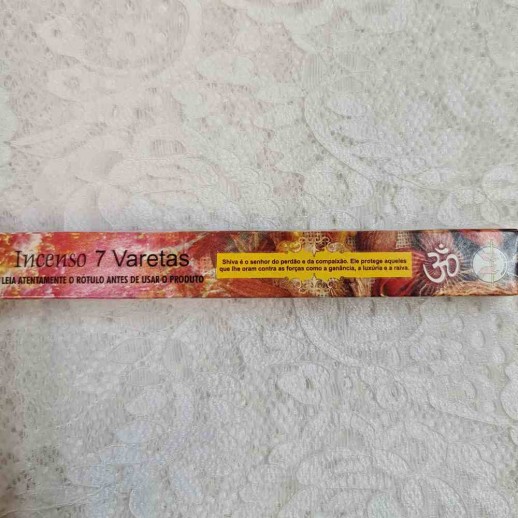 Incenso 7 Varetas
LEIA ATENTAMENTE O ROTULO ANTES DE USAR O PRODUTO
Shiva é o senhor do perdão e da compaixão. Ele protege aqueles
que lhe oram contra as forças como a ganância, a luxúria e a raiva.
ॐ